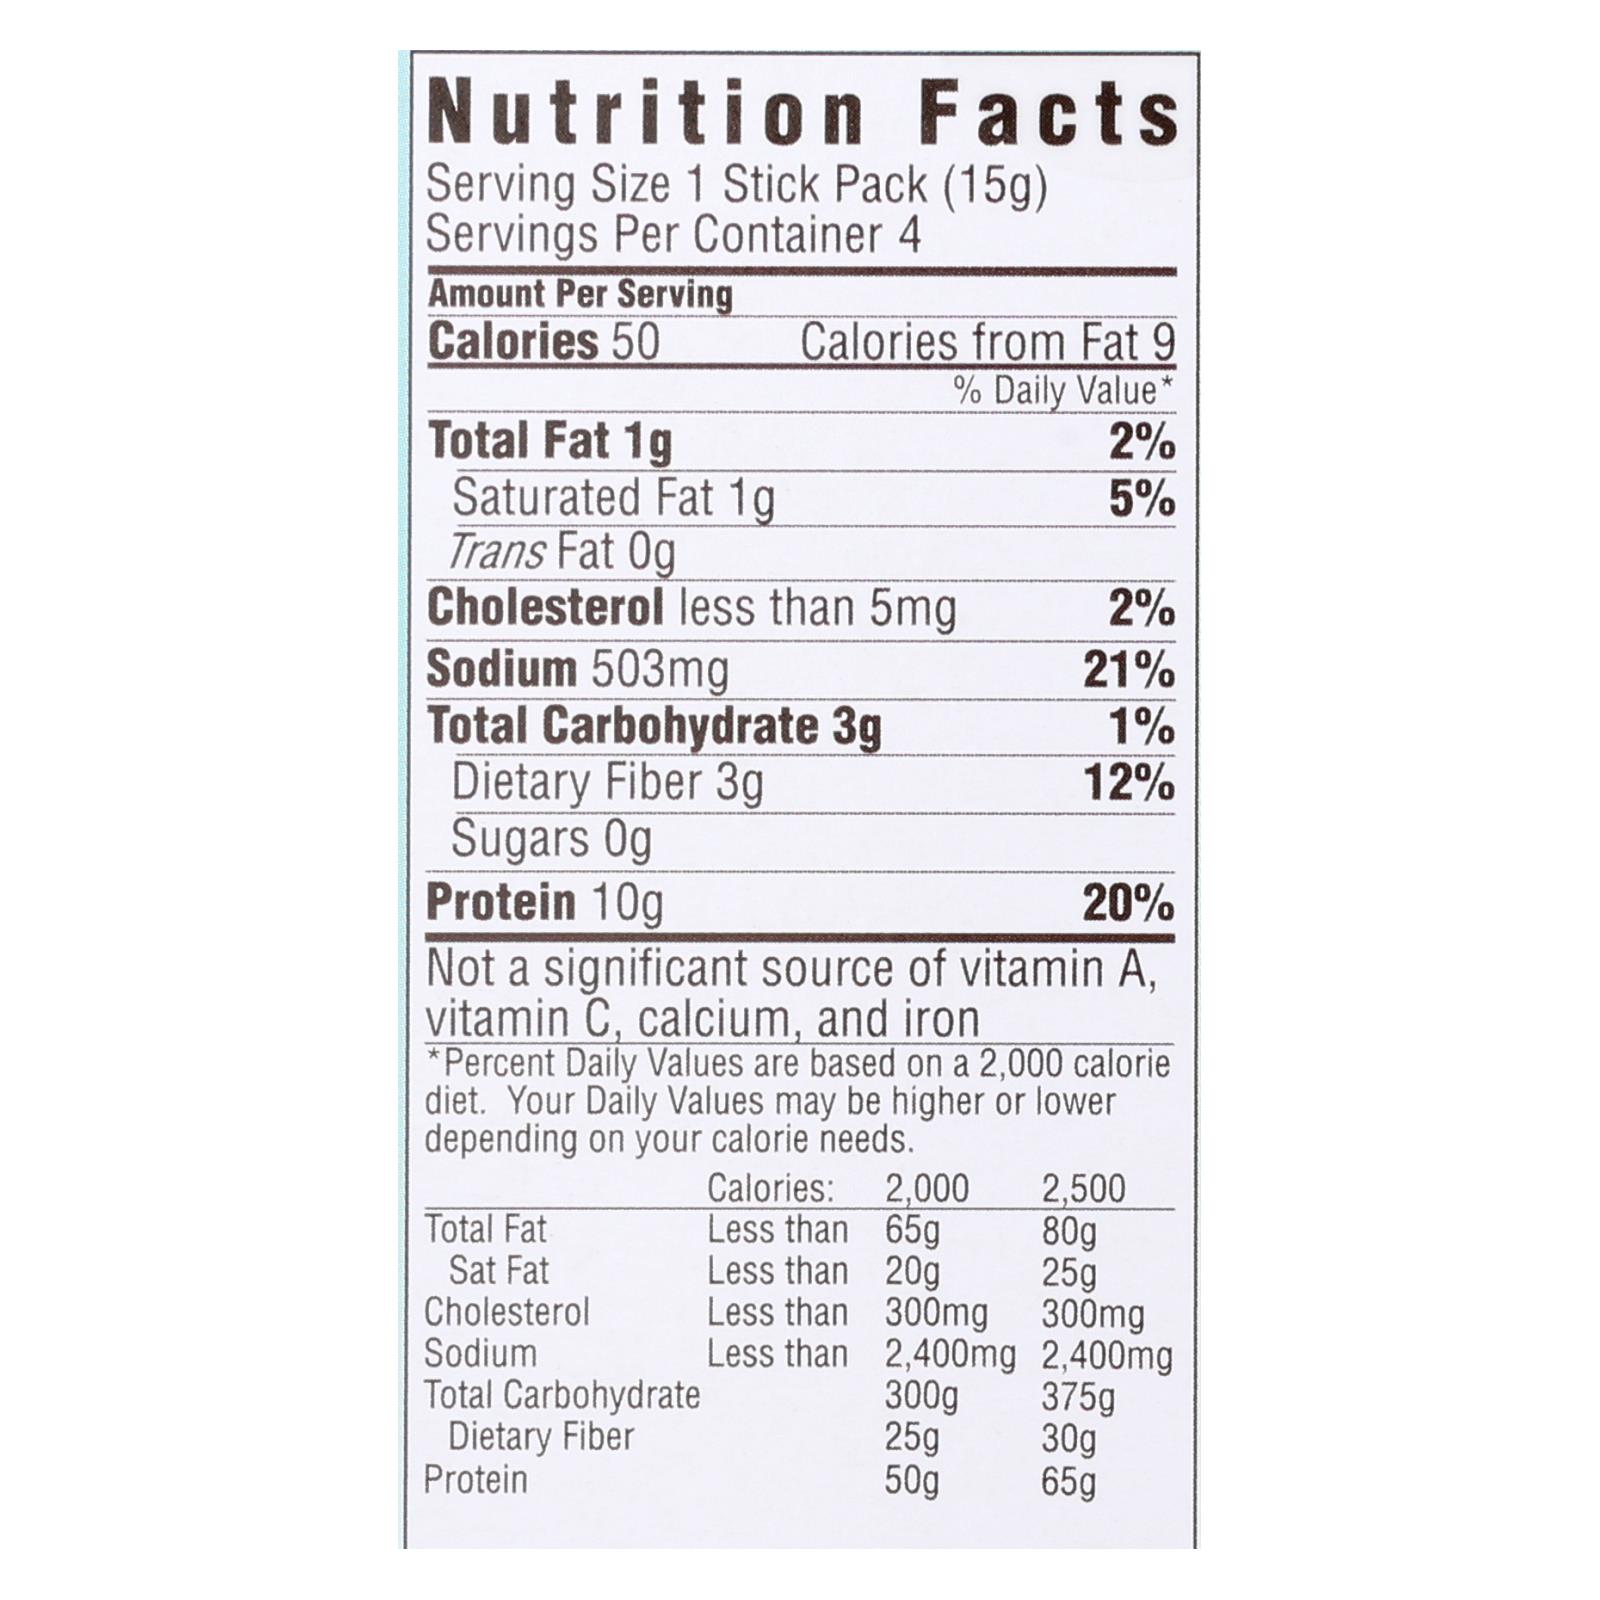 Nutrition Facts
Serving Size 1 Stick Pack (15g)
Servings Per Container 4
Amount Per Serving
Calories 50 Calories from Fat 9
% Daily Value*
Total Fat 1g 2%
Saturated Fat 1g 5%
Trans Fat 0g
Cholesterol less than 5mg 2%
Sodium 503mg 21%
Total Carbohydrate 3g 1%
Dietary Fiber 3g 12%
Sugars 0g
Protein 10g 20%
Not a significant source of vitamin A,
vitamin C, calcium, and iron
*Percent Daily Values are based on a 2,000 calorie
diet. Your Daily Values may be higher or lower
depending on your calorie needs.
Calories: 2,000 2,500
Total Fat Less than 65g 80g
Sat Fat Less than 20g 25g
Cholesterol Less than 300mg 300mg
Sodium Less than 2,400mg 2,400mg
Total Carbohydrate 300g 375g
Dietary Fiber 25g 30g
Protein 50g 65g